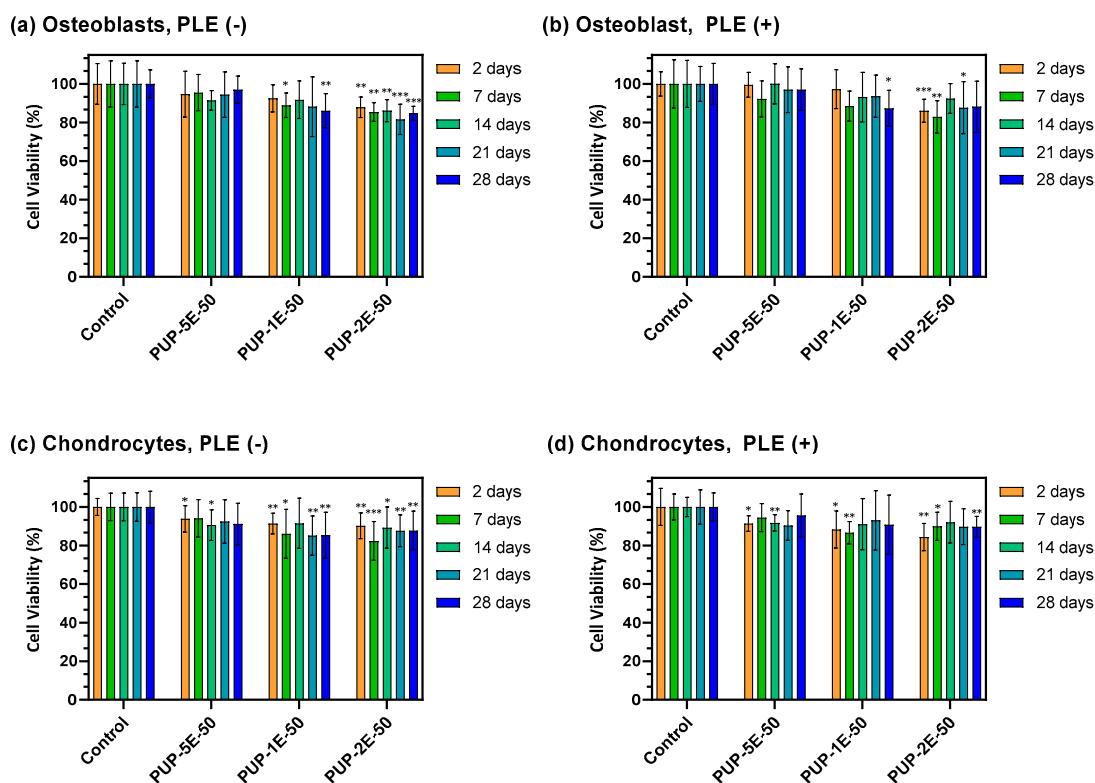 (a) Osteoblasts, PLE (-)
Cell Viability (%)
100
80
60
40
20
0
* ** ** ** ** *** ***
Control
PUP-5E-50
PUP-1E-50
PUP-2E-50
2 days
7 days
14 days
21 days
28 days
(b) Osteoblast, PLE (+)
Cell Viability (%)
100
80
60
40
20
0
* *** ** *
Control
PUP-5E-50
PUP-1E-50
PUP-2E-50
2 days
7 days
14 days
21 days
28 days
(c) Chondrocytes, PLE (-)
Cell Viability (%)
100
80
60
40
20
0
* * ** * ** ** ** *** * ** **
Control
PUP-5E-50
PUP-1E-50
PUP-2E-50
2 days
7 days
14 days
21 days
28 days
(d) Chondrocytes, PLE (+)
Cell Viability (%)
100
80
60
40
20
0
* ** * ** ** * **
Control
PUP-5E-50
PUP-1E-50
PUP-2E-50
2 days
7 days
14 days
21 days
28 days